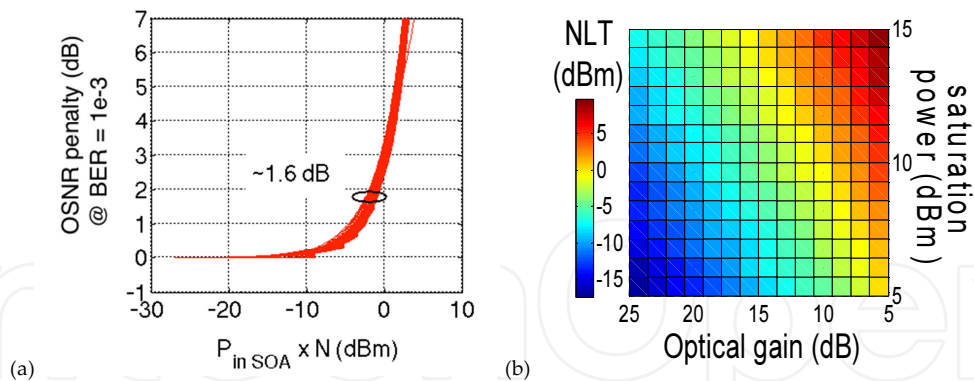 7
6
5
4
3
2
1
0
-1
OSNR penalty (dB)
@ BER = 1e-3
~1.6 dB
-30
-20
-10
0
10
P in SOA x N (dBm)
(a)
NLT
(dBm)
5
0
-5
-10
-15
15
10
5
saturation
power (dBm)
25
20
15
10
5
Optical gain (dB)
(b)